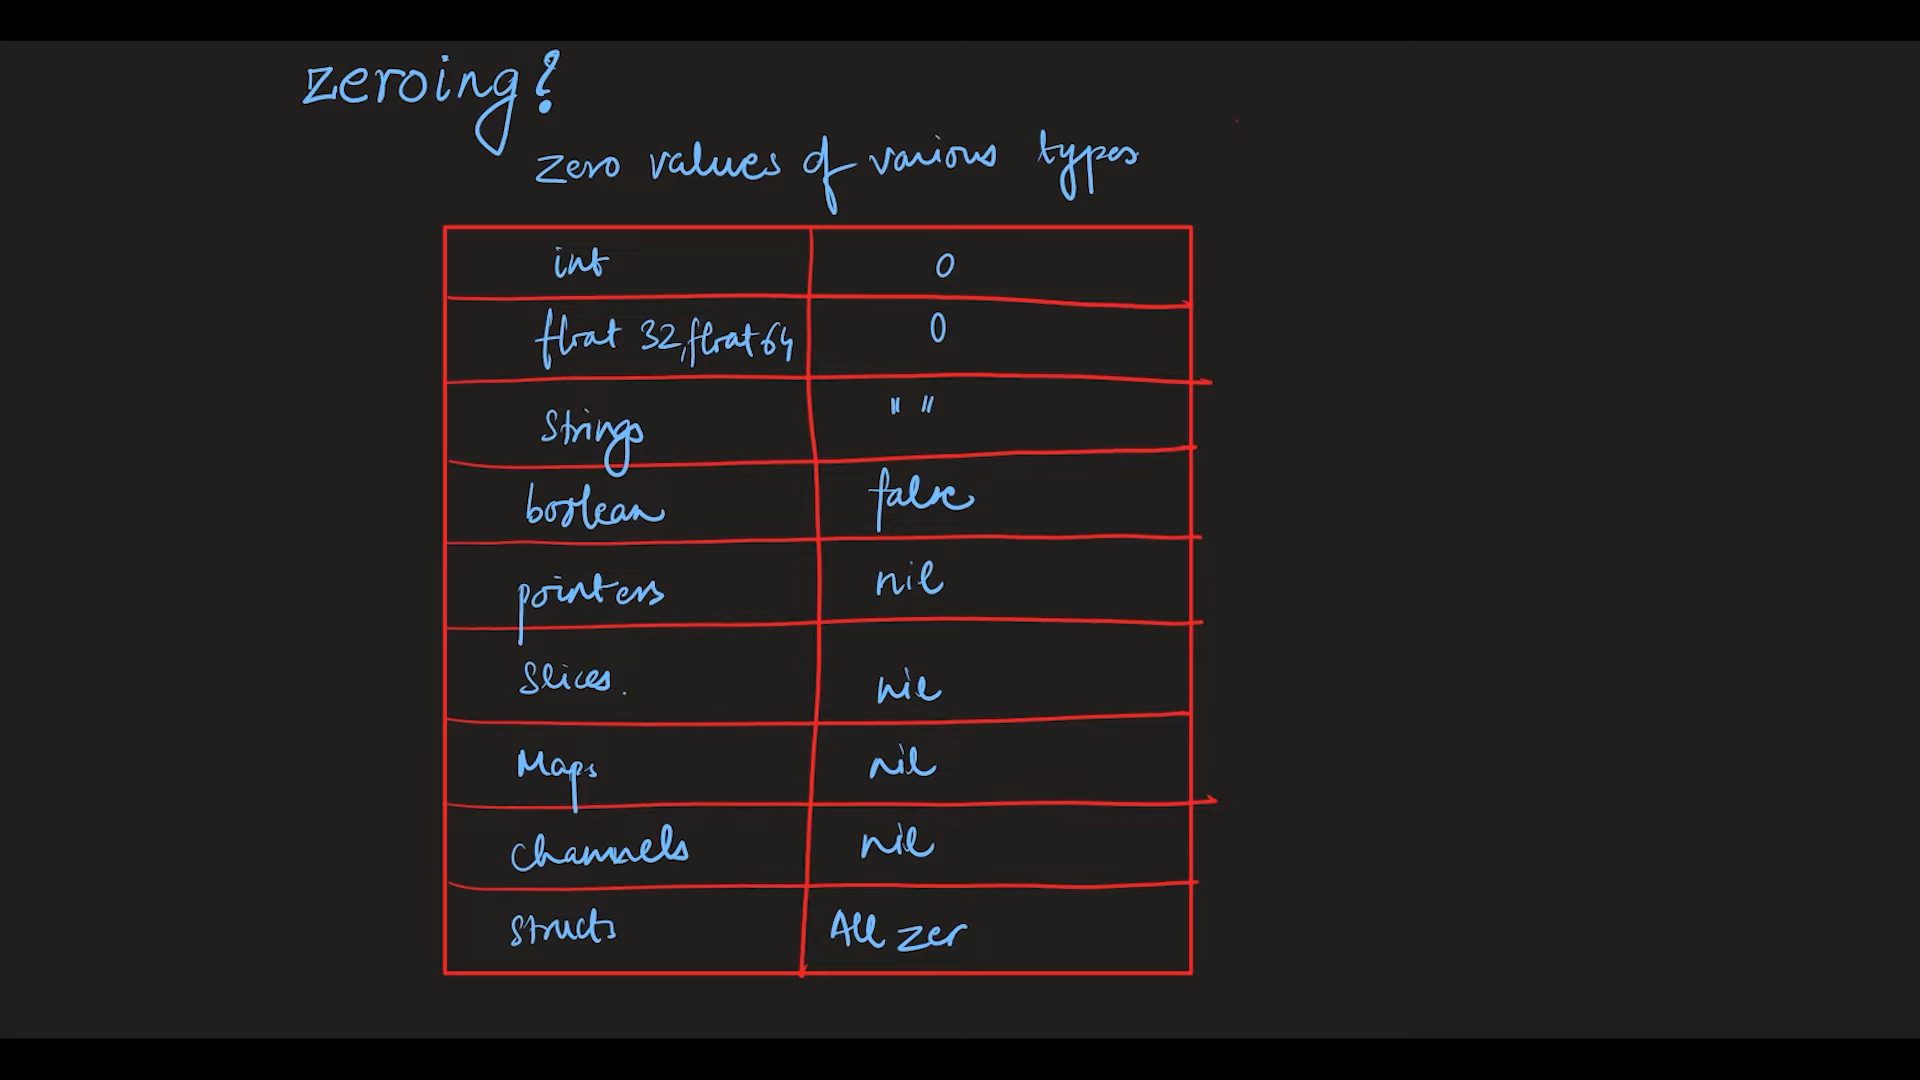 zeroing?
zero values of various types
int 0
float 32, float 64 0
Strings " "
boolean false
pointers nil
Slices. nil
Maps nil
channels nil
structs All zer